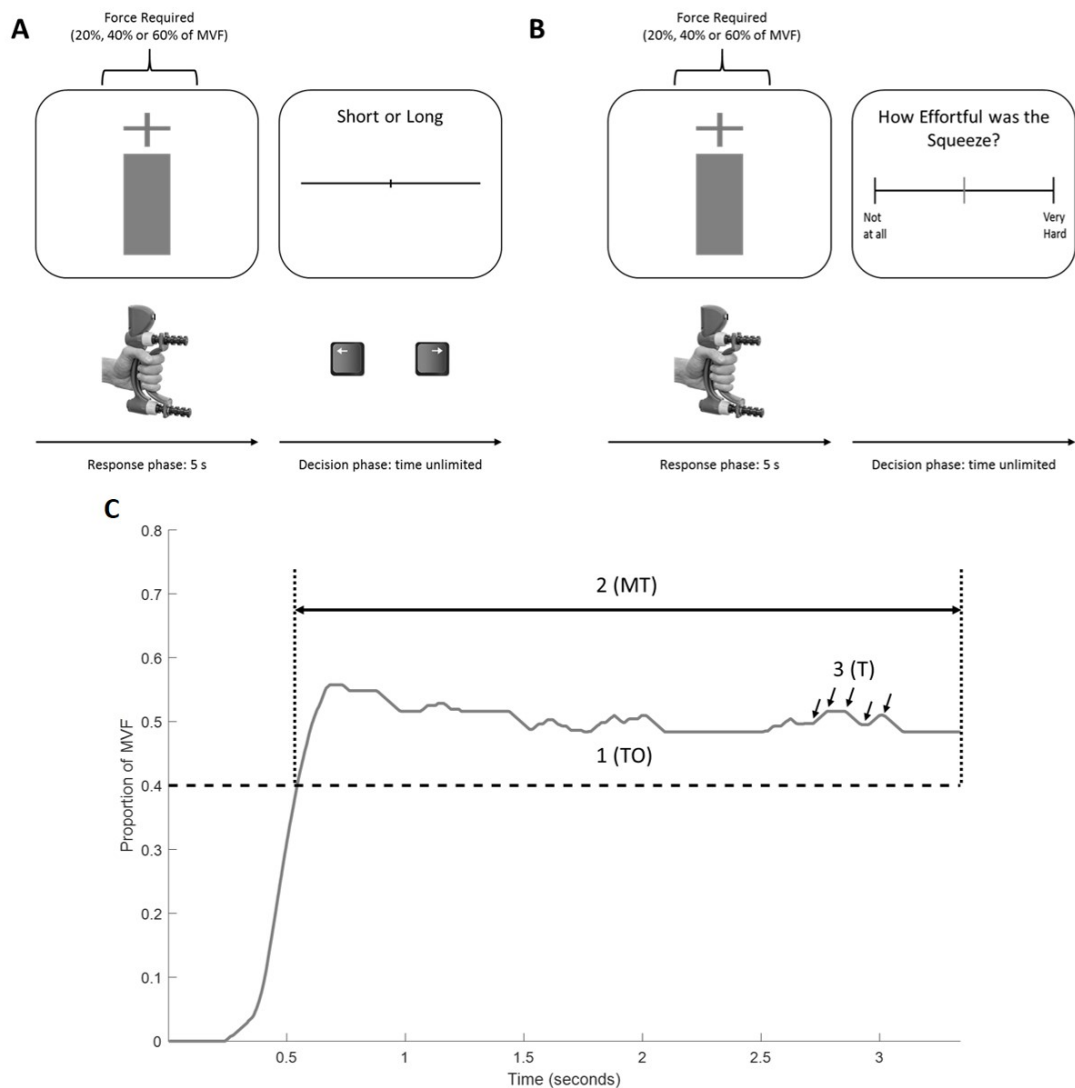 A
Force Required
(20%, 40% or 60% of MVF)
Short or Long
←
→
Response phase: 5 s
Decision phase: time unlimited
B
Force Required
(20%, 40% or 60% of MVF)
How Effortful was the
Squeeze?
Not
at all
Very
Hard
Response phase: 5 s
Decision phase: time unlimited
C
Proportion of MVF
0.8
0.7
0.6
0.5
0.4
0.3
0.2
0.1
0
2 (MT)
3 (T)
1 (TO)
0.5
1
1.5
2
2.5
3
Time (seconds)